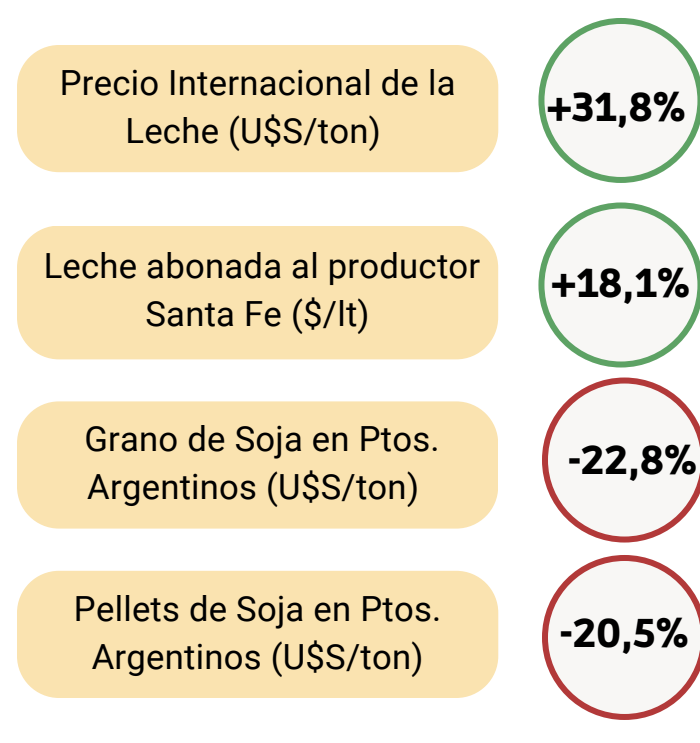 Precio Internacional de la
Leche (U$S/ton)
+31,8%
Leche abonada al productor
Santa Fe ($/lt)
+18,1%
Grano de Soja en Ptos.
Argentinos (U$S/ton)
-22,8%
Pellets de Soja en Ptos.
Argentinos (U$S/ton)
-20,5%